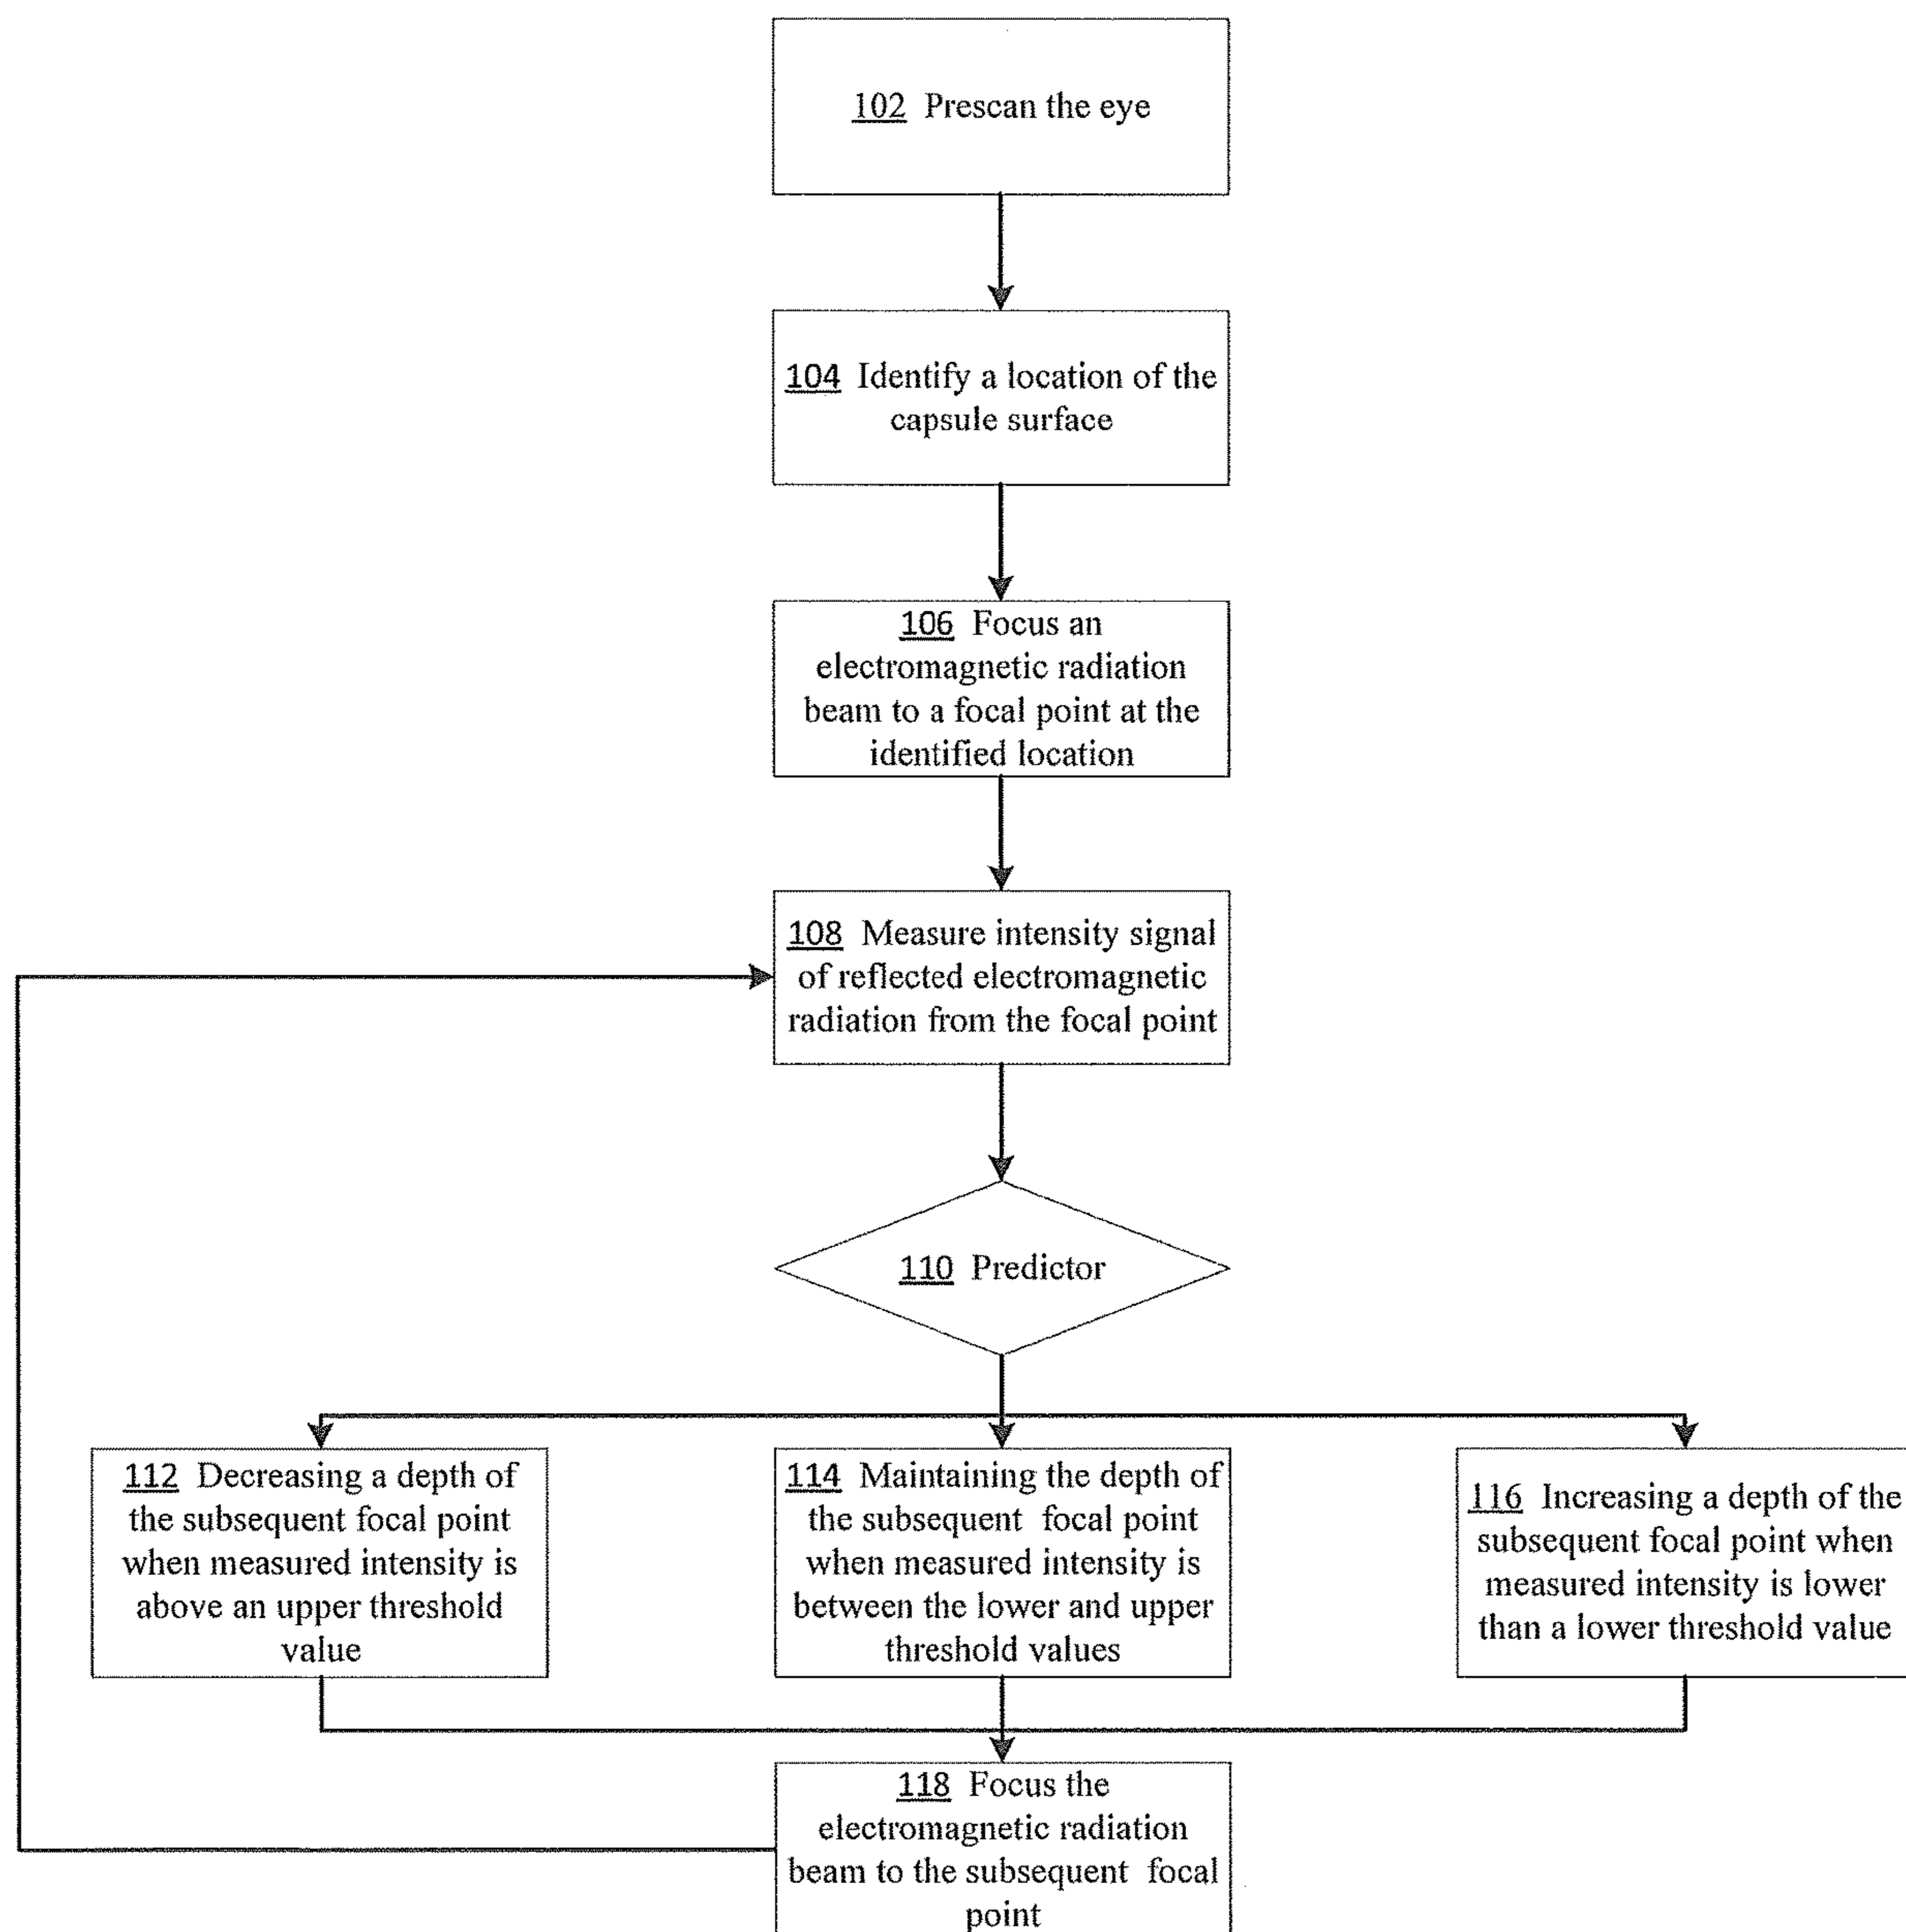 102 Prescan the eye
104 Identify a location of the
capsule surface
106 Focus an
electromagnetic radiation
beam to a focal point at the
identified location
108 Measure intensity signal
of reflected electromagnetic
radiation from the focal point
110 Predictor
112 Decreasing a depth of
the subsequent focal point
when measured intensity is
above an upper threshold
value
114 Maintaining the depth of
the subsequent focal point
when measured intensity is
between the lower and upper
threshold values
116 Increasing a depth of the
subsequent focal point when
measured intensity is lower
than a lower threshold value
118 Focus the
electromagnetic radiation
beam to the subsequent focal
point